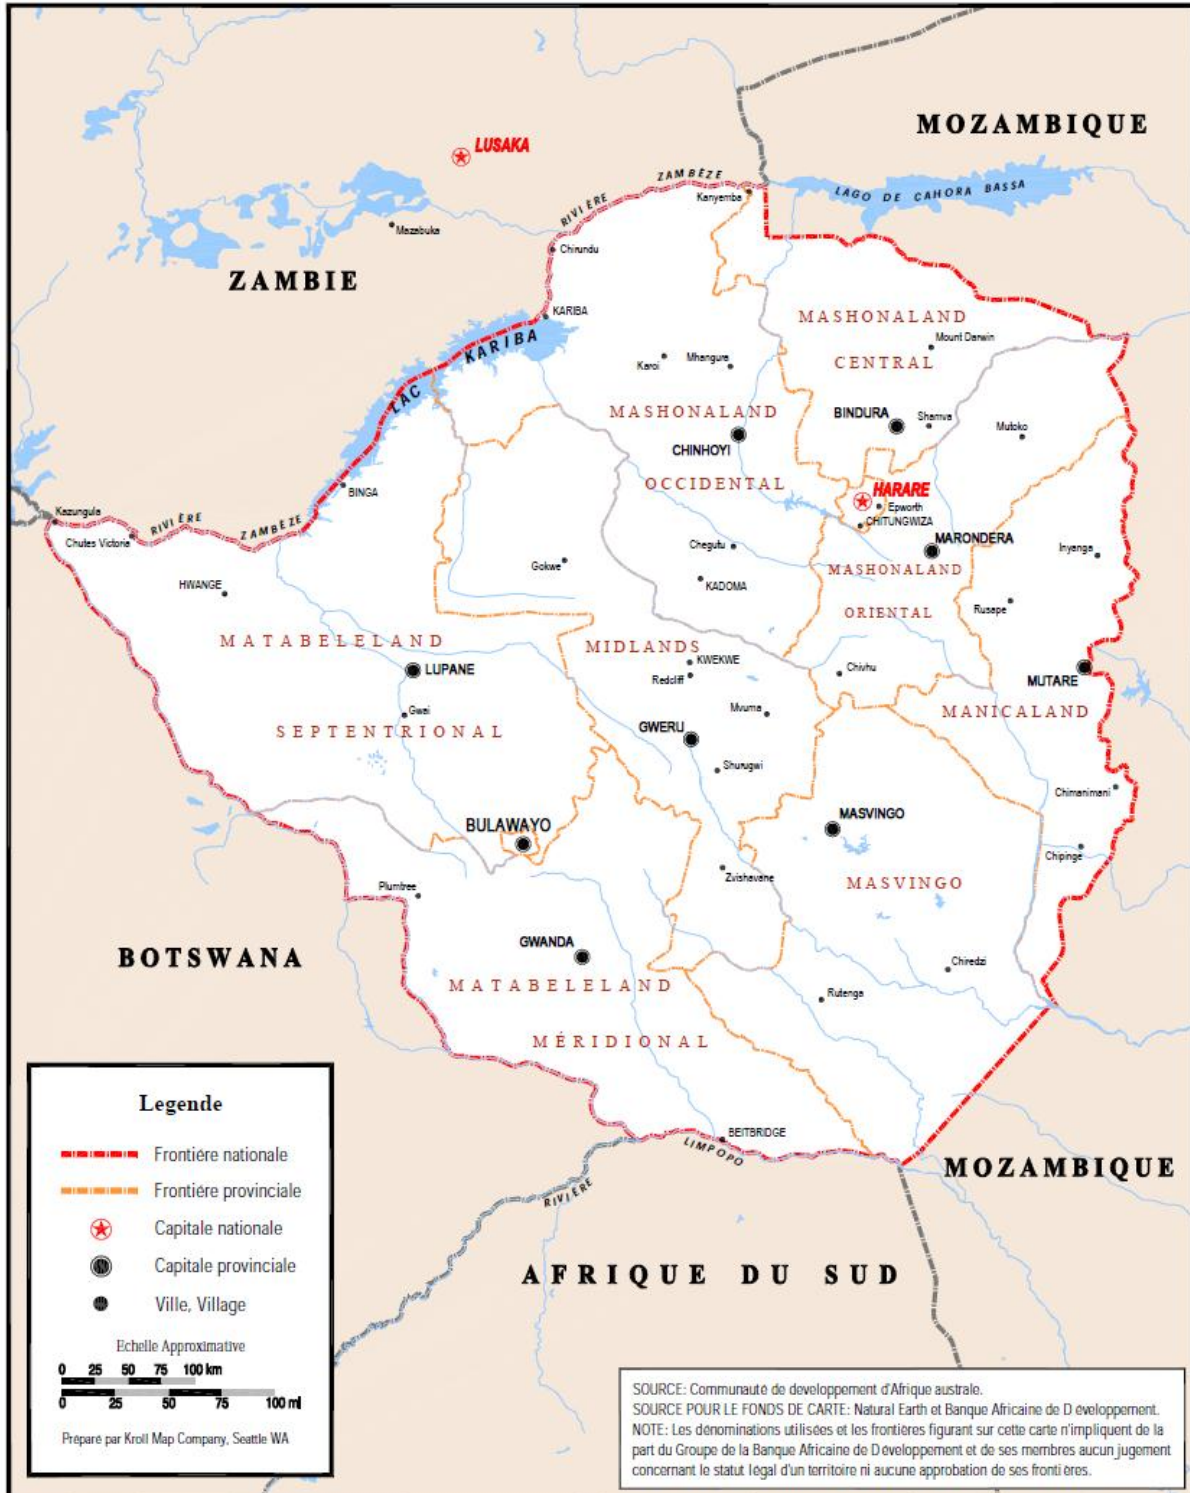 MOZAMBIQUE
LUSAKA
RIVIÈRE ZAMBÈZE
Kanyemba
LAGO DE CAHORA BASSA
Mazabuka
Chirundu
ZAMBIE
KARIBA
LAC KARIBA
MASHONALAND
CENTRAL
Mount Darwin
Karoi
Mhangura
MASHONALAND
OCCIDENTAL
BINDURA
Shamva
Mutoko
CHINHOYI
BINGA
HARARE
Epworth
CHITUNGWIZA
Kazungula
RIVIÈRE ZAMBÈZE
Chutes Victoria
Chegutu
MARONDERA
Inyanga
Gokwe
MASHONALAND
ORIENTAL
HWANGE
KADOMA
Rusape
MATABELELAND
SEPTENTRIONAL
MIDLANDS
KWEKWE
Redcliff
Chivhu
LUPANE
MUTARE
Gwai
Mvuma
MANICALAND
GWERU
Shurugwi
Chimanimani
BULAWAYO
MASVINGO
Chipinge
Zvishavane
MASVINGO
Plumtree
BOTSWANA
GWANDA
Chiredzi
MATABELELAND
MÉRIDIONAL
Rutenga
BEITBRIDGE
RIVIÈRE LIMPOPO
MOZAMBIQUE
AFRIQUE DU SUD
Legende
Frontière nationale
Frontière provinciale
Capitale nationale
Capitale provinciale
Ville, Village
Echelle Approximative
0 25 50 75 100 km
0 25 50 75 100 mi
Préparé par Kroll Map Company, Seattle WA
SOURCE: Communauté de developpement d'Afrique australe.
SOURCE POUR LE FONDS DE CARTE: Natural Earth et Banque Africaine de D éveloppement.
NOTE: Les dénominations utilisées et les frontières figurant sur cette carte n'impliquent de la
part du Groupe de la Banque Africaine de D éveloppement et de ses membres aucun jugement
concernant le statut légal d'un territoire ni aucune approbation de ses frontières.